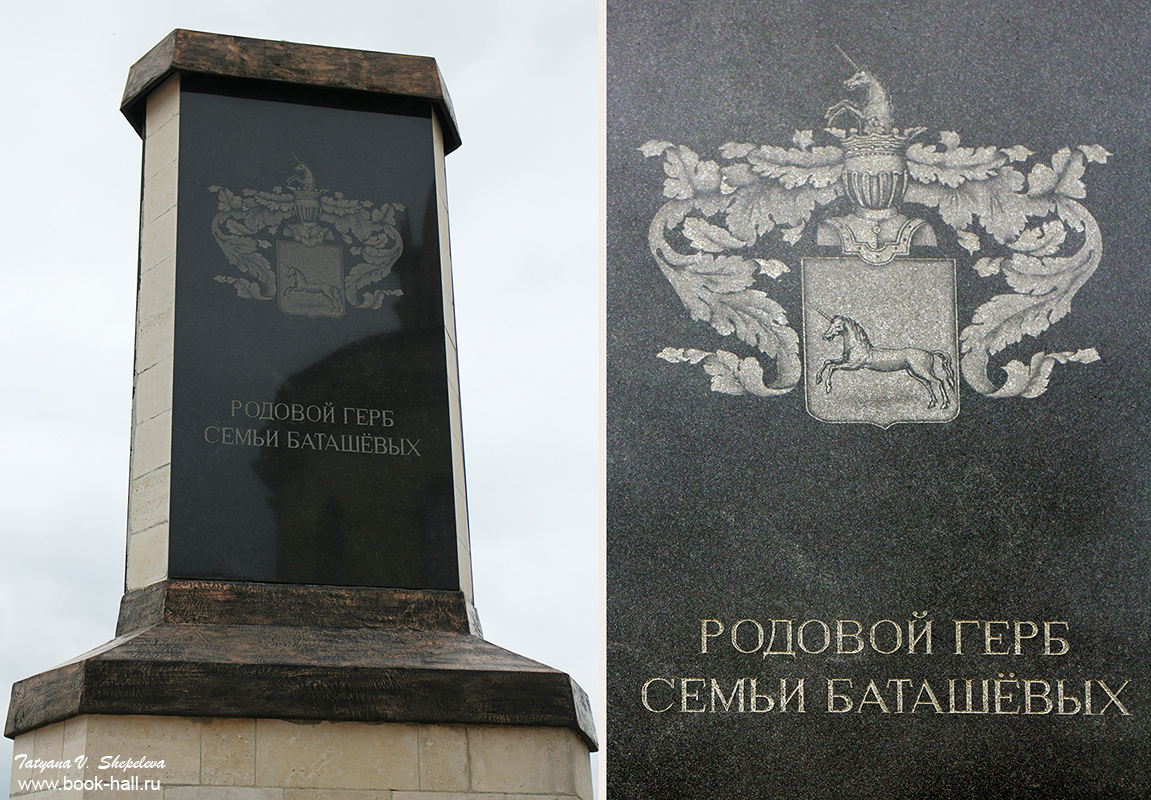 РОДОВОЙ ГЕРБ
СЕМЬИ БАТАШЁВЫХ
РОДОВОЙ ГЕРБ
СЕМЬИ БАТАШЁВЫХ
Tatyana V. Shepeleva
www.book-hall.ru